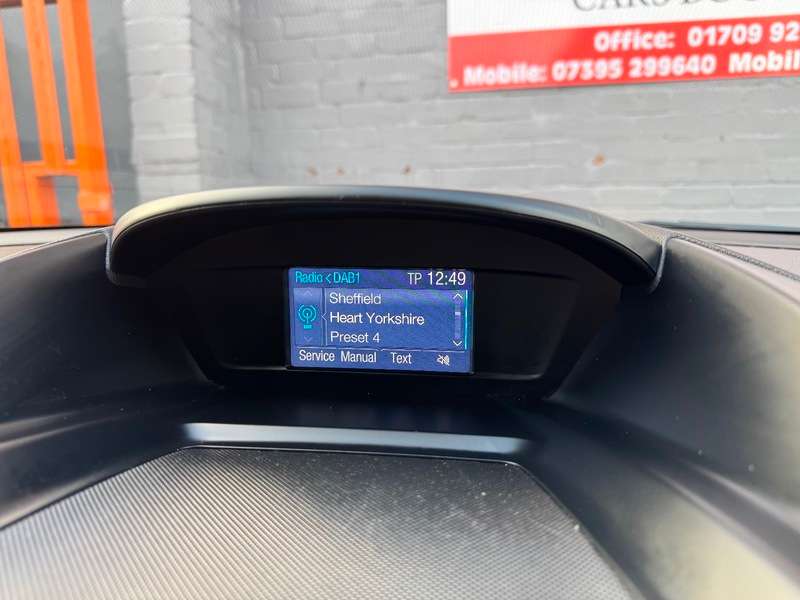 Office: 01709 92
Mobile: 07395 299640 Mobil
Radio < DAB1 TP 12:49
Sheffield
Heart Yorkshire
Preset 4
Service Manual Text